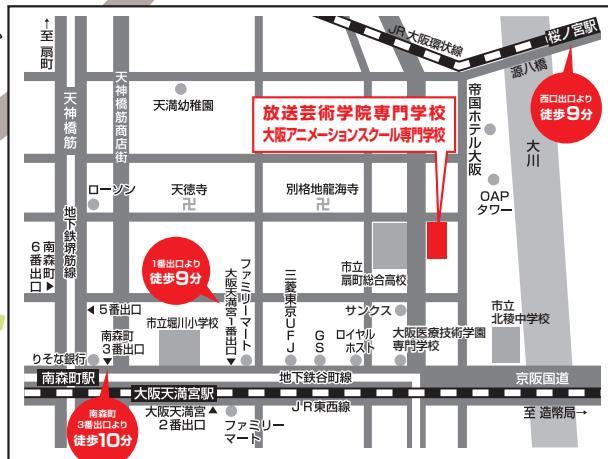 ↑至 扇町
JR大阪環状線
桜ノ宮駅
源八橋
西口出口より
徒歩9分
天神橋筋
天神橋筋商店街
天満幼稚園
放送芸術学院専門学校
大阪アニメーションスクール専門学校
帝国ホテル大阪
大川
OAP
タワー
ローソン
天徳寺
卍
別格地龍海寺
卍
地下鉄堺筋線
南森町▶
6番出口
1番出口より
徒歩9分
大阪天満宮1番出口▼
ファミリーマート
市立
扇町総合高校
◀5番出口
南森町
3番出口
▼
市立堀川小学校
三菱東京UFJ
GS
ロイヤル
ホスト
サンクス
大阪医療技術学園
専門学校
市立
北稜中学校
りそな銀行
南森町駅
地下鉄谷町線
京阪国道
大阪天満宮駅
JR東西線
至 造幣局→
南森町
3番出口より
徒歩10分
大阪天満宮▲
2番出口
ファミリー
マート